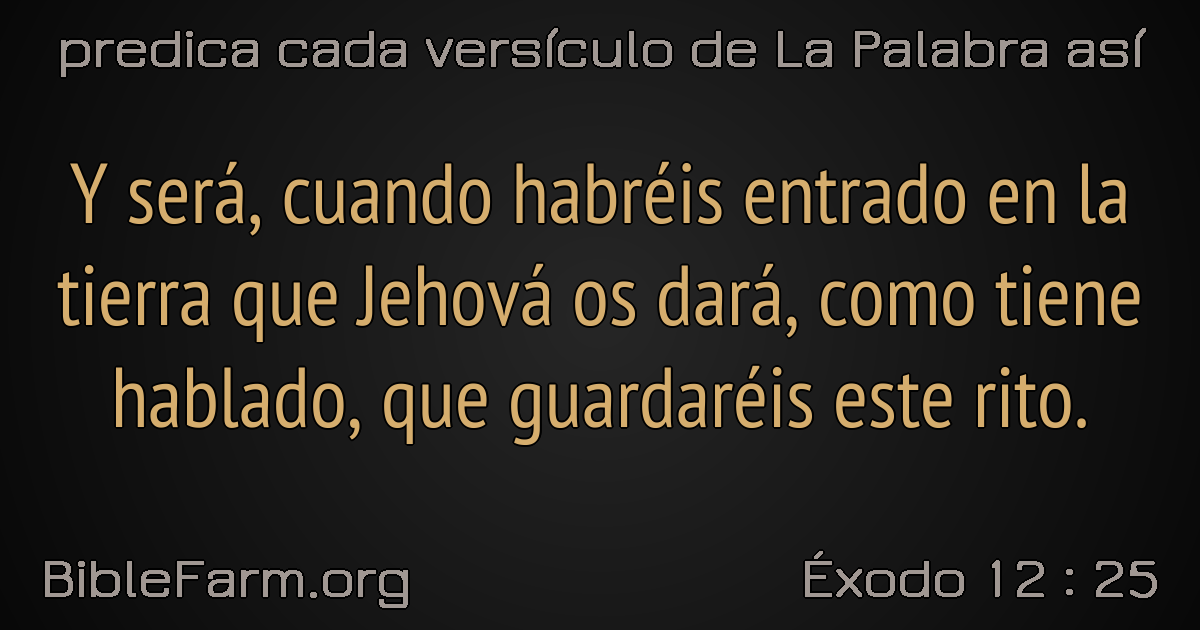 predica cada versículo de La Palabra así
Y será, cuando habréis entrado en la
tierra que Jehová os dará, como tiene
hablado, que guardaréis este rito.
BibleFarm.org
Éxodo 12 : 25